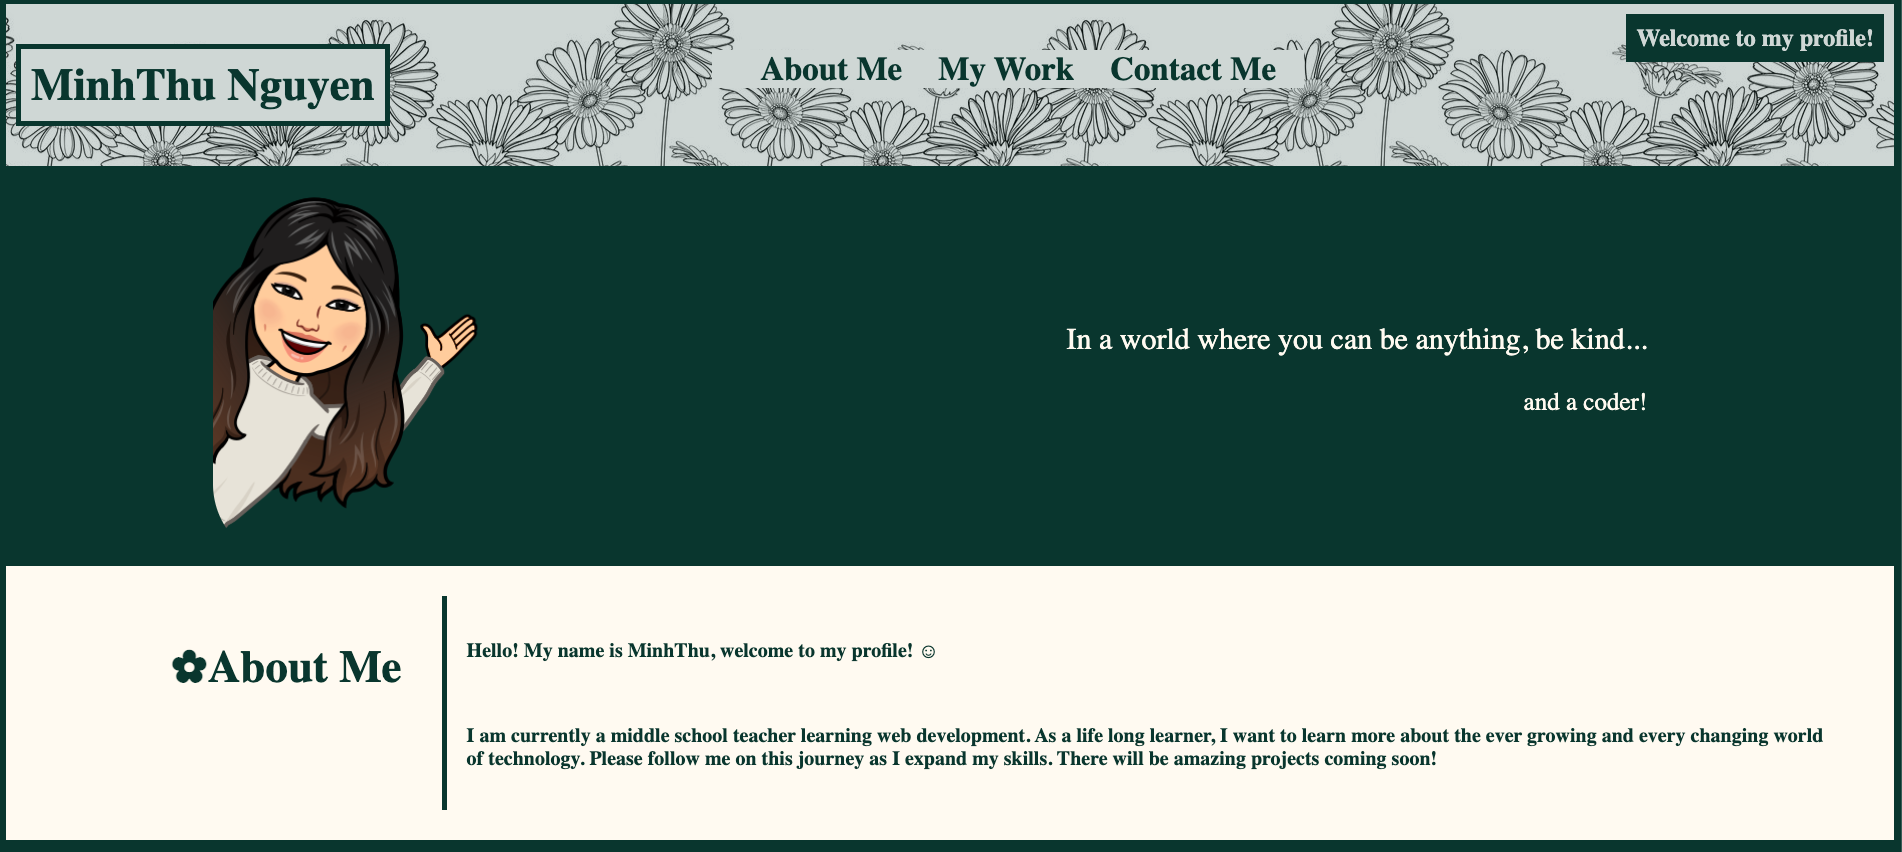 MinhThu Nguyen
About Me My Work Contact Me
Welcome to my profile!
In a world where you can be anything, be kind...
and a coder!
✿About Me
Hello! My name is MinhThu, welcome to my profile! ☺
I am currently a middle school teacher learning web development. As a life long learner, I want to learn more about the ever growing and every changing world
of technology. Please follow me on this journey as I expand my skills. There will be amazing projects coming soon!